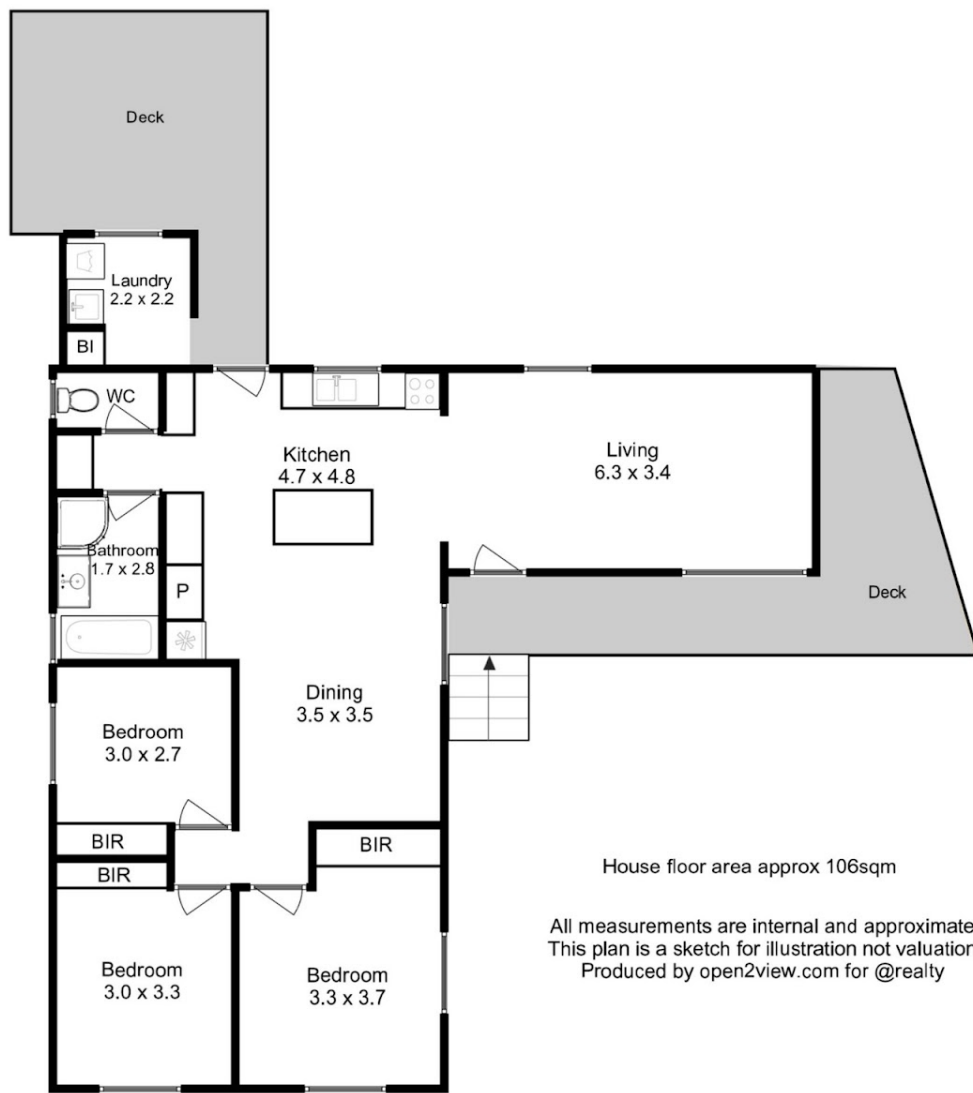 Deck
Laundry
2.2 x 2.2
BI
WC
Kitchen
4.7 x 4.8
Living
6.3 x 3.4
Bathroom
1.7 x 2.8
P
Deck
Dining
3.5 x 3.5
Bedroom
3.0 x 2.7
BIR
BIR
BIR
House floor area approx 106sqm
All measurements are internal and approximate
This plan is a sketch for illustration not valuation
Produced by open2view.com for @realty
Bedroom
3.0 x 3.3
Bedroom
3.3 x 3.7